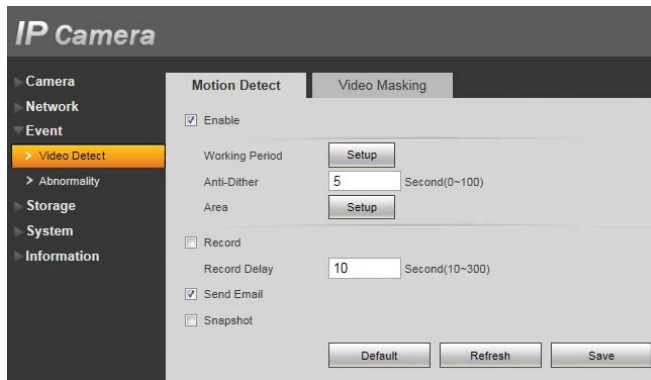 IP Camera
Camera
Network
Event
> Video Detect
> Abnormality
Storage
System
Information
Motion Detect
Video Masking
Enable
Working Period Setup
Anti-Dither 5 Second(0~100)
Area Setup
Record
Record Delay 10 Second(10~300)
Send Email
Snapshot
Default Refresh Save